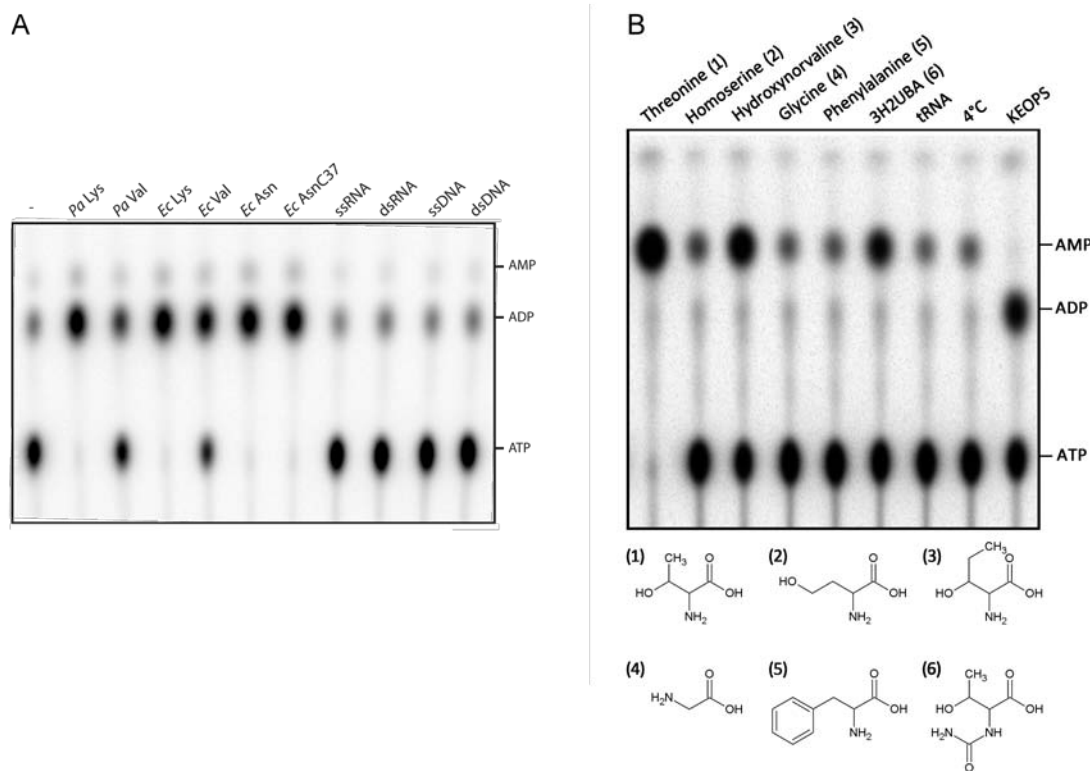 A
-
Pa Lys
Pa Val
Ec Lys
Ec Val
Ec Asn
Ec AsnC37
ssRNA
dsRNA
ssDNA
dsDNA
AMP
ADP
ATP
B
Threonine (1)
Homoserine (2)
Hydroxynorvaline (3)
Glycine (4)
Phenylalanine (5)
3H2UBA (6)
tRNA
4°C
KEOPS
AMP
ADP
ATP
(1)
CH3 O
HO OH
NH2
(2)
O
HO
OH
NH2
(3)
CH3 O
HO OH
NH2
(4)
O
H2N
OH
(5)
O
OH
NH2
(6)
CH3 O
HO OH
H2N NH
O